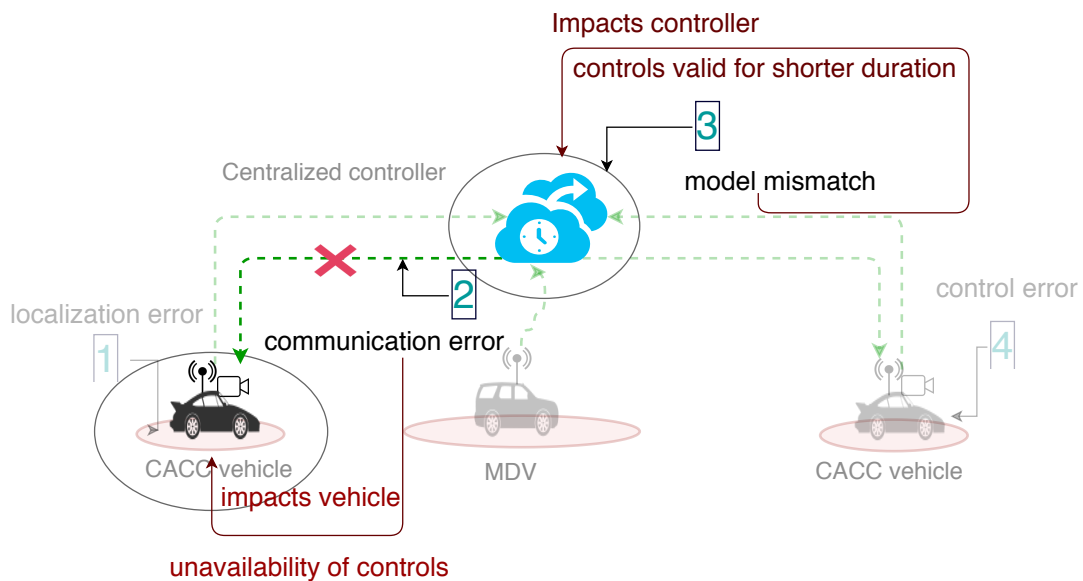 Impacts controller
controls valid for shorter duration
3
Centralized controller
model mismatch
2
localization error
control error
1
communication error
4
CACC vehicle
MDV
CACC vehicle
impacts vehicle
unavailability of controls